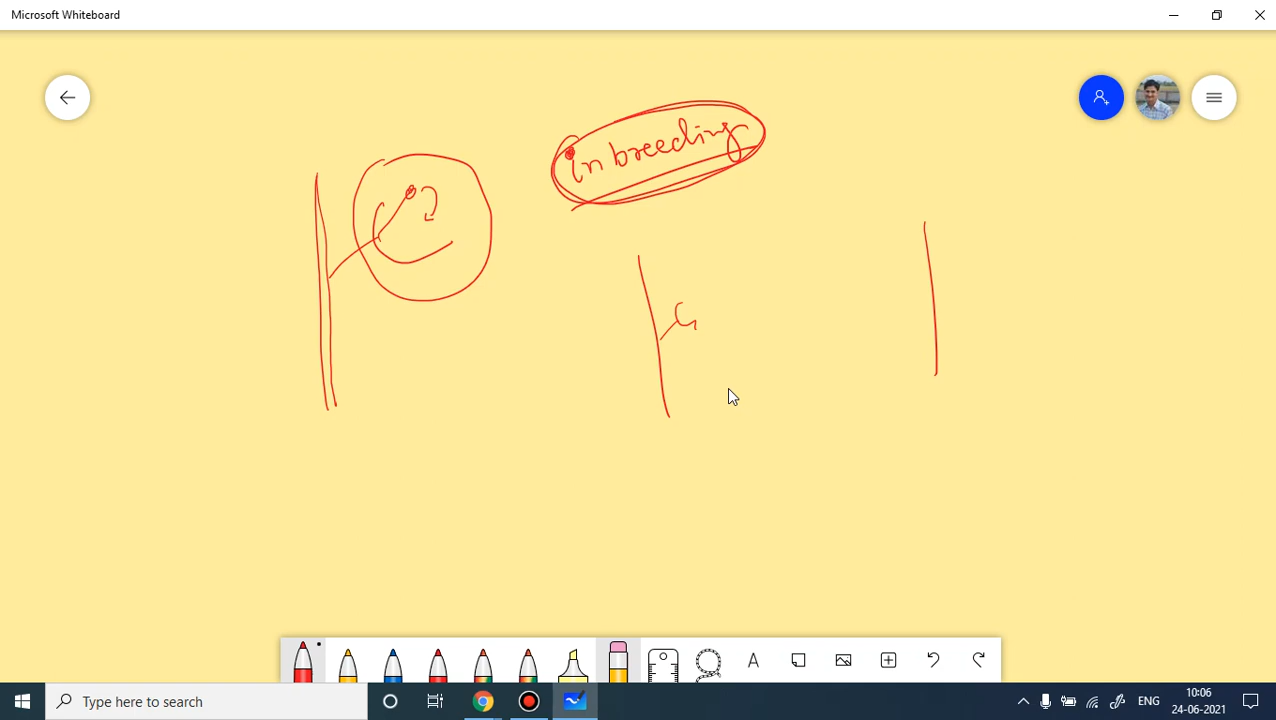 Microsoft Whiteboard
inbreeding
A
Type here to search
ENG
10:06
24-06-2021